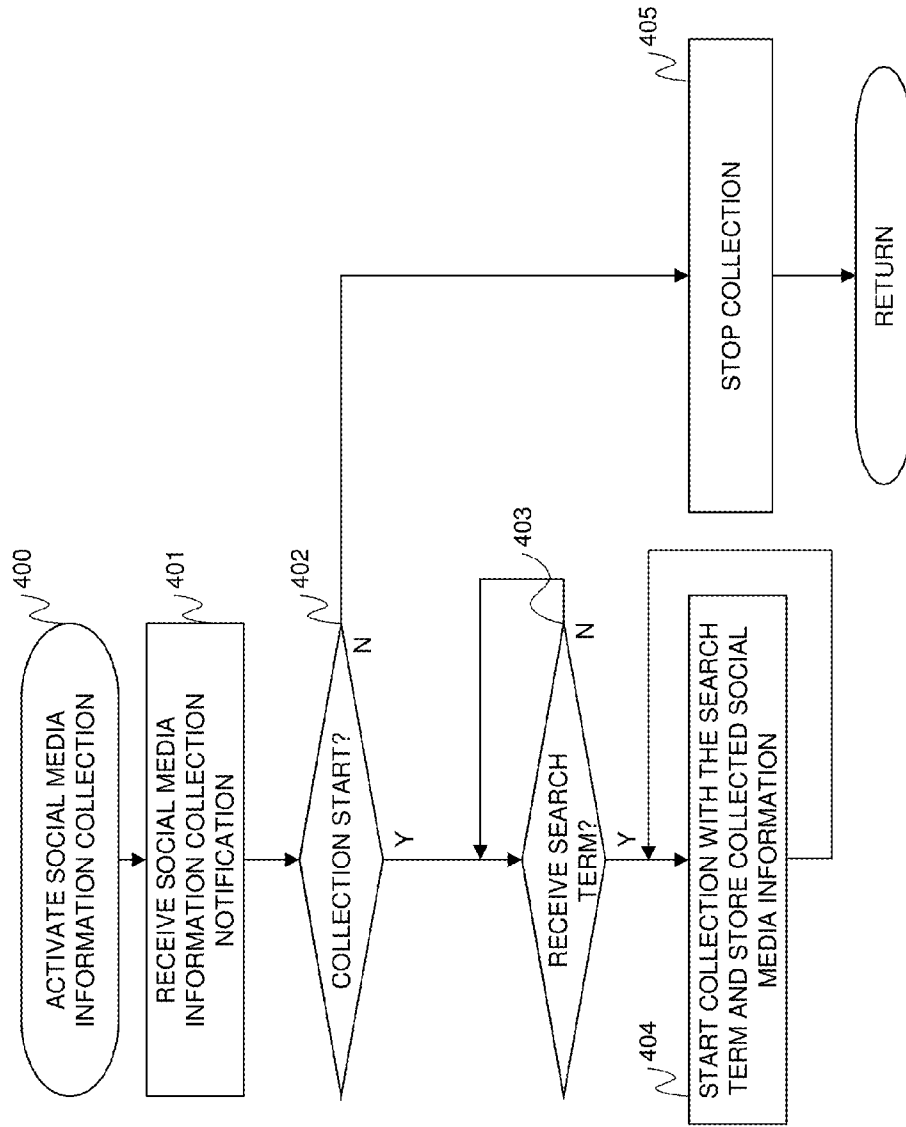 400
ACTIVATE SOCIAL MEDIA
INFORMATION COLLECTION
401
RECEIVE SOCIAL MEDIA
INFORMATION COLLECTION
NOTIFICATION
402
COLLECTION START?
N
Y
403
RECEIVE SEARCH
TERM?
N
Y
404
START COLLECTION WITH THE SEARCH
TERM AND STORE COLLECTED SOCIAL
MEDIA INFORMATION
405
STOP COLLECTION
RETURN